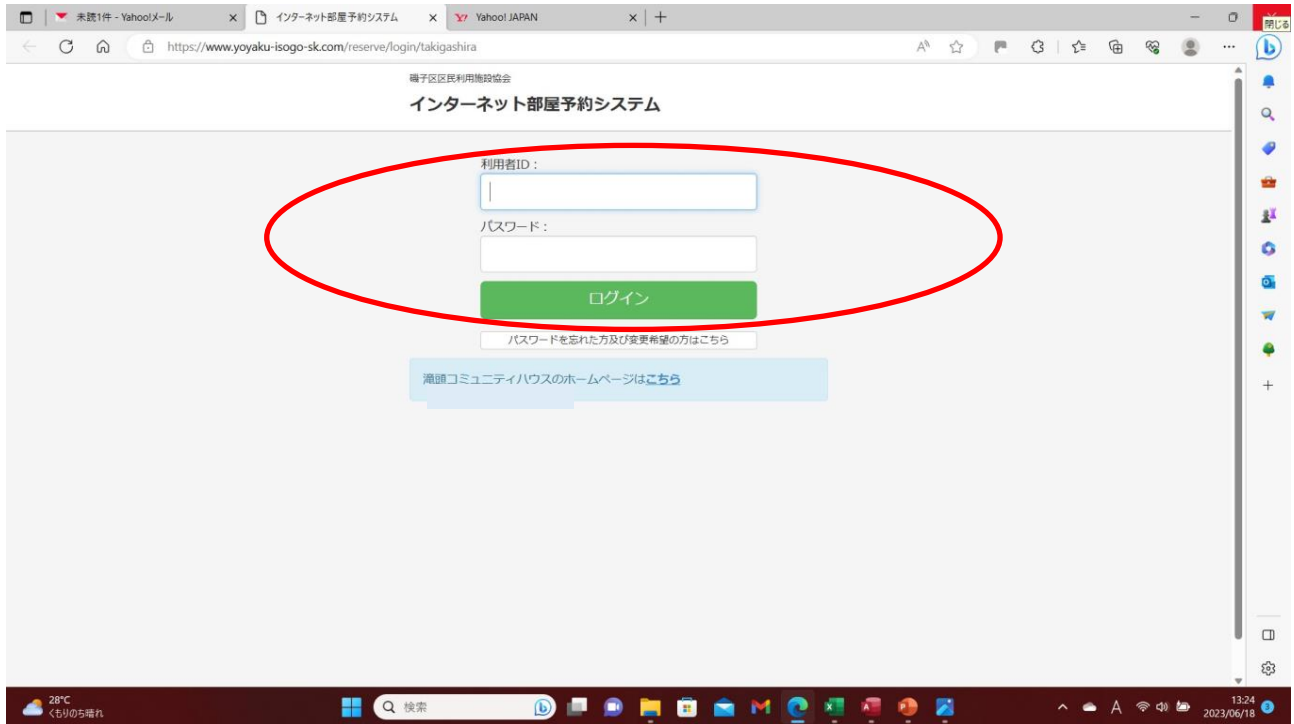 未読1件 - Yahoo!メール
インターネット部屋予約システム
Yahoo! JAPAN
閉じる
https://www.yoyaku-isogo-sk.com/reserve/login/takigashira
磯子区区民利用施設協会
インターネット部屋予約システム
利用者ID：
パスワード：
ログイン
パスワードを忘れた方及び変更希望の方はこちら
滝頭コミュニティハウスのホームページはこちら
28°C
くもりのち晴れ
検索
A
13:24
2023/06/18
3